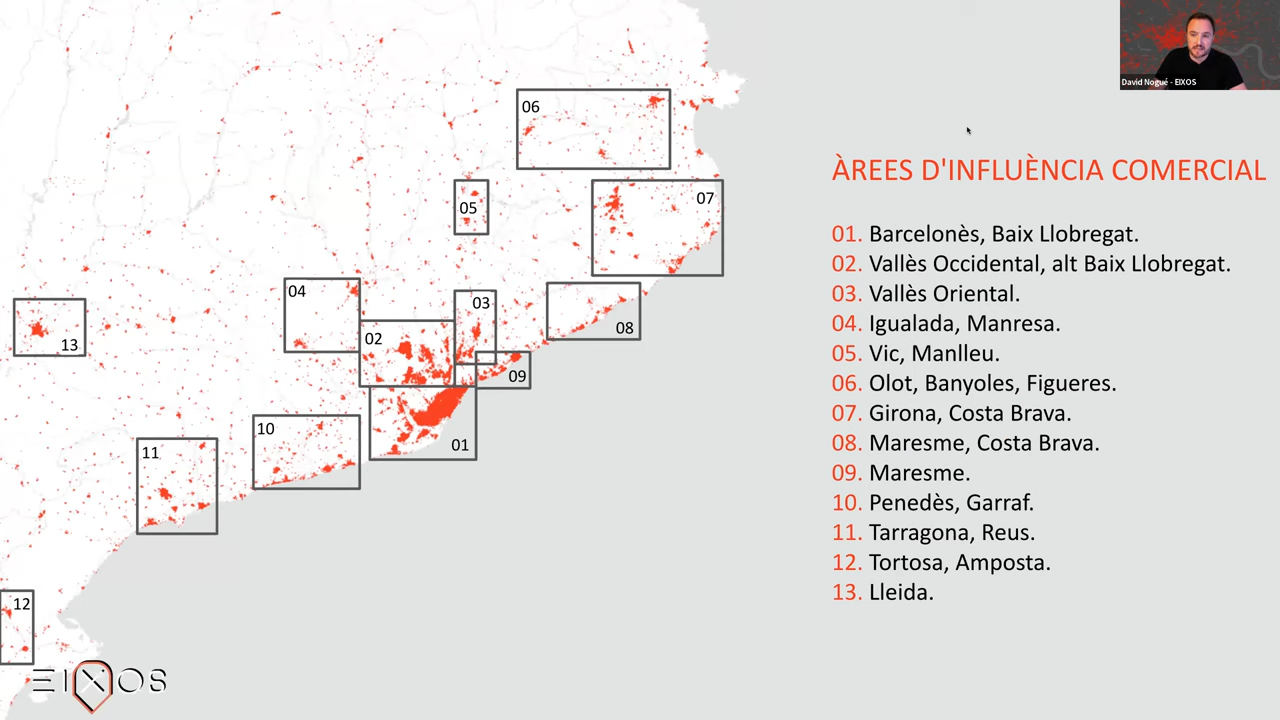 David Nogué - EIXOS
06
07
05
04
03
13
02
08
09
10
01
11
12
EIXOS
ÀREES D'INFLUÈNCIA COMERCIAL
01. Barcelonès, Baix Llobregat.
02. Vallès Occidental, alt Baix Llobregat.
03. Vallès Oriental.
04. Igualada, Manresa.
05. Vic, Manlleu.
06. Olot, Banyoles, Figueres.
07. Girona, Costa Brava.
08. Maresme, Costa Brava.
09. Maresme.
10. Penedès, Garraf.
11. Tarragona, Reus.
12. Tortosa, Amposta.
13. Lleida.